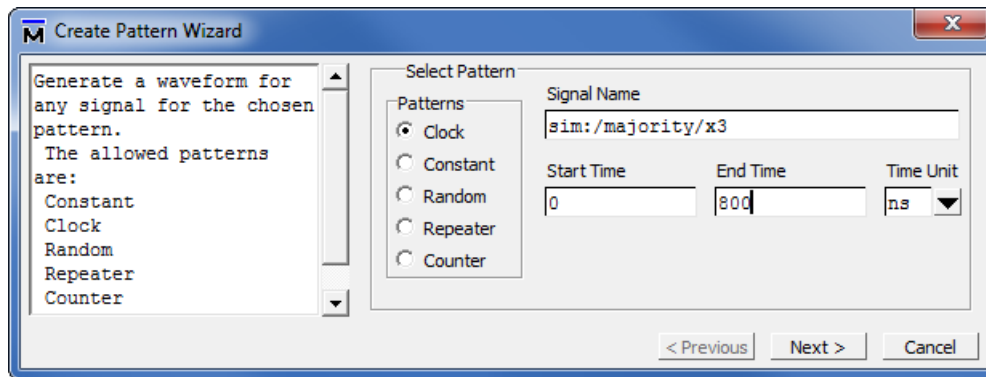 Create Pattern Wizard
Generate a waveform for
any signal for the chosen
pattern.
The allowed patterns
are:
Constant
Clock
Random
Repeater
Counter
Select Pattern
Patterns
Clock
Constant
Random
Repeater
Counter
Signal Name
sim:/majority/x3
Start Time End Time Time Unit
0 800 ns
< Previous Next > Cancel